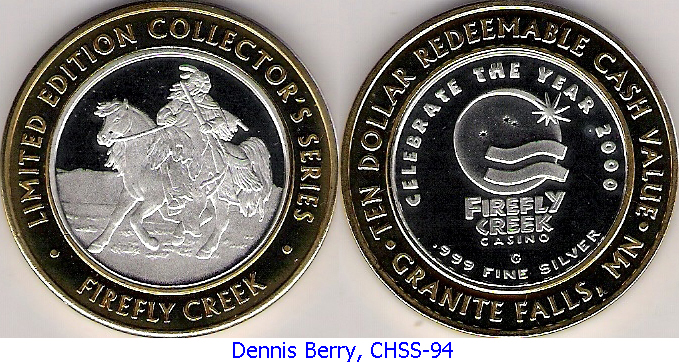 LIMITED EDITION COLLECTOR'S SERIES
• FIREFLY CREEK •
TEN DOLLAR REDEEMABLE CASH VALUE
• GRANITE FALLS, MN •
CELEBRATE THE YEAR 2000
FIREFLY
CREEK
CASINO
G
.999 FINE SILVER
Dennis Berry, CHSS-94